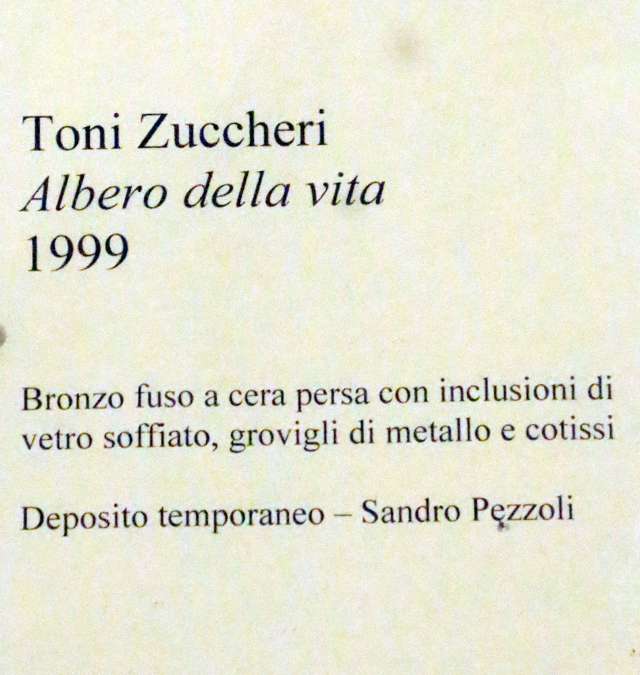 Toni Zuccheri
Albero della vita
1999
Bronzo fuso a cera persa con inclusioni di
vetro soffiato, grovigli di metallo e cotissi
Deposito temporaneo – Sandro Pezzoli